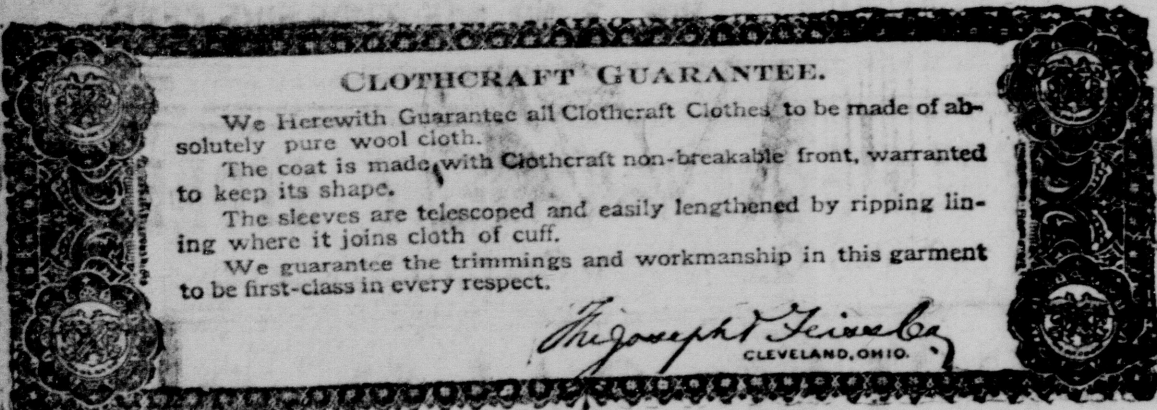 CLOTHCRAFT GUARANTEE.
We Herewith Guarantee all Clothcraft Clothes to be made of ab-
solutely pure wool cloth.
The coat is made with Clothcraft non-breakable front, warranted
to keep its shape.
The sleeves are telescoped and easily lengthened by ripping lin-
ing where it joins cloth of cuff.
We guarantee the trimmings and workmanship in this garment
to be first-class in every respect.
The Joseph & Feiss Co
CLEVELAND, OHIO.